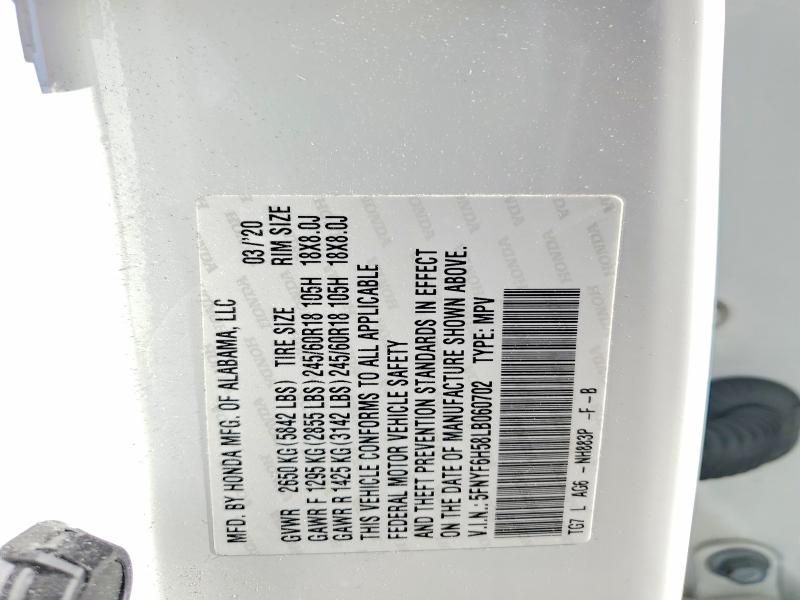 MFD. BY HONDA MFG. OF ALABAMA, LLC 03/'20
GVWR 2650 KG (5842 LBS) TIRE SIZE RIM SIZE
GAWR F 1295 KG (2855 LBS) 245/60R18 105H 18X8.0J
GAWR R 1425 KG (3142 LBS) 245/60R18 105H 18X8.0J
THIS VEHICLE CONFORMS TO ALL APPLICABLE
FEDERAL MOTOR VEHICLE SAFETY
AND THEFT PREVENTION STANDARDS IN EFFECT
ON THE DATE OF MANUFACTURE SHOWN ABOVE.
V.I.N.: 5FNYF6H58LB060702 TYPE: MPV
TG7 L AG6 -NH883P -F-B